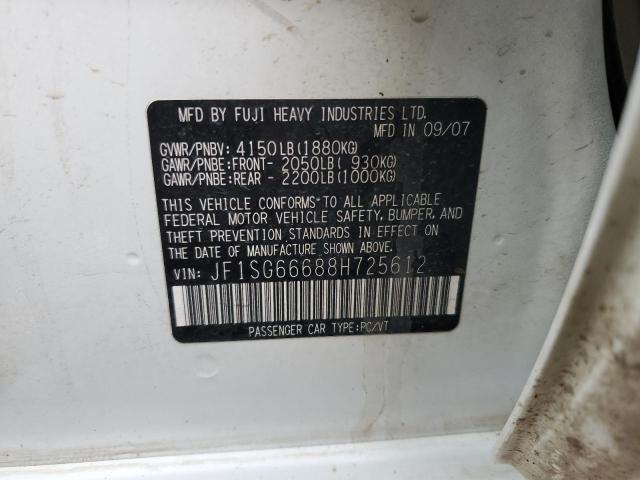 MFD BY FUJI HEAVY INDUSTRIES LTD.
MFD IN 09/07
GVWR/PNBV: 4150LB(1880KG)
GAWR/PNBE:FRONT- 2050LB( 930KG)
GAWR/PNBE:REAR - 2200LB(1000KG)
THIS VEHICLE CONFORMS TO ALL APPLICABLE
FEDERAL MOTOR VEHICLE SAFETY, BUMPER, AND
THEFT PREVENTION STANDARDS IN EFFECT ON
THE DATE OF MANUFACTURE SHOWN ABOVE.
VIN: JF1SG66688H725612
PASSENGER CAR TYPE:PC/VT